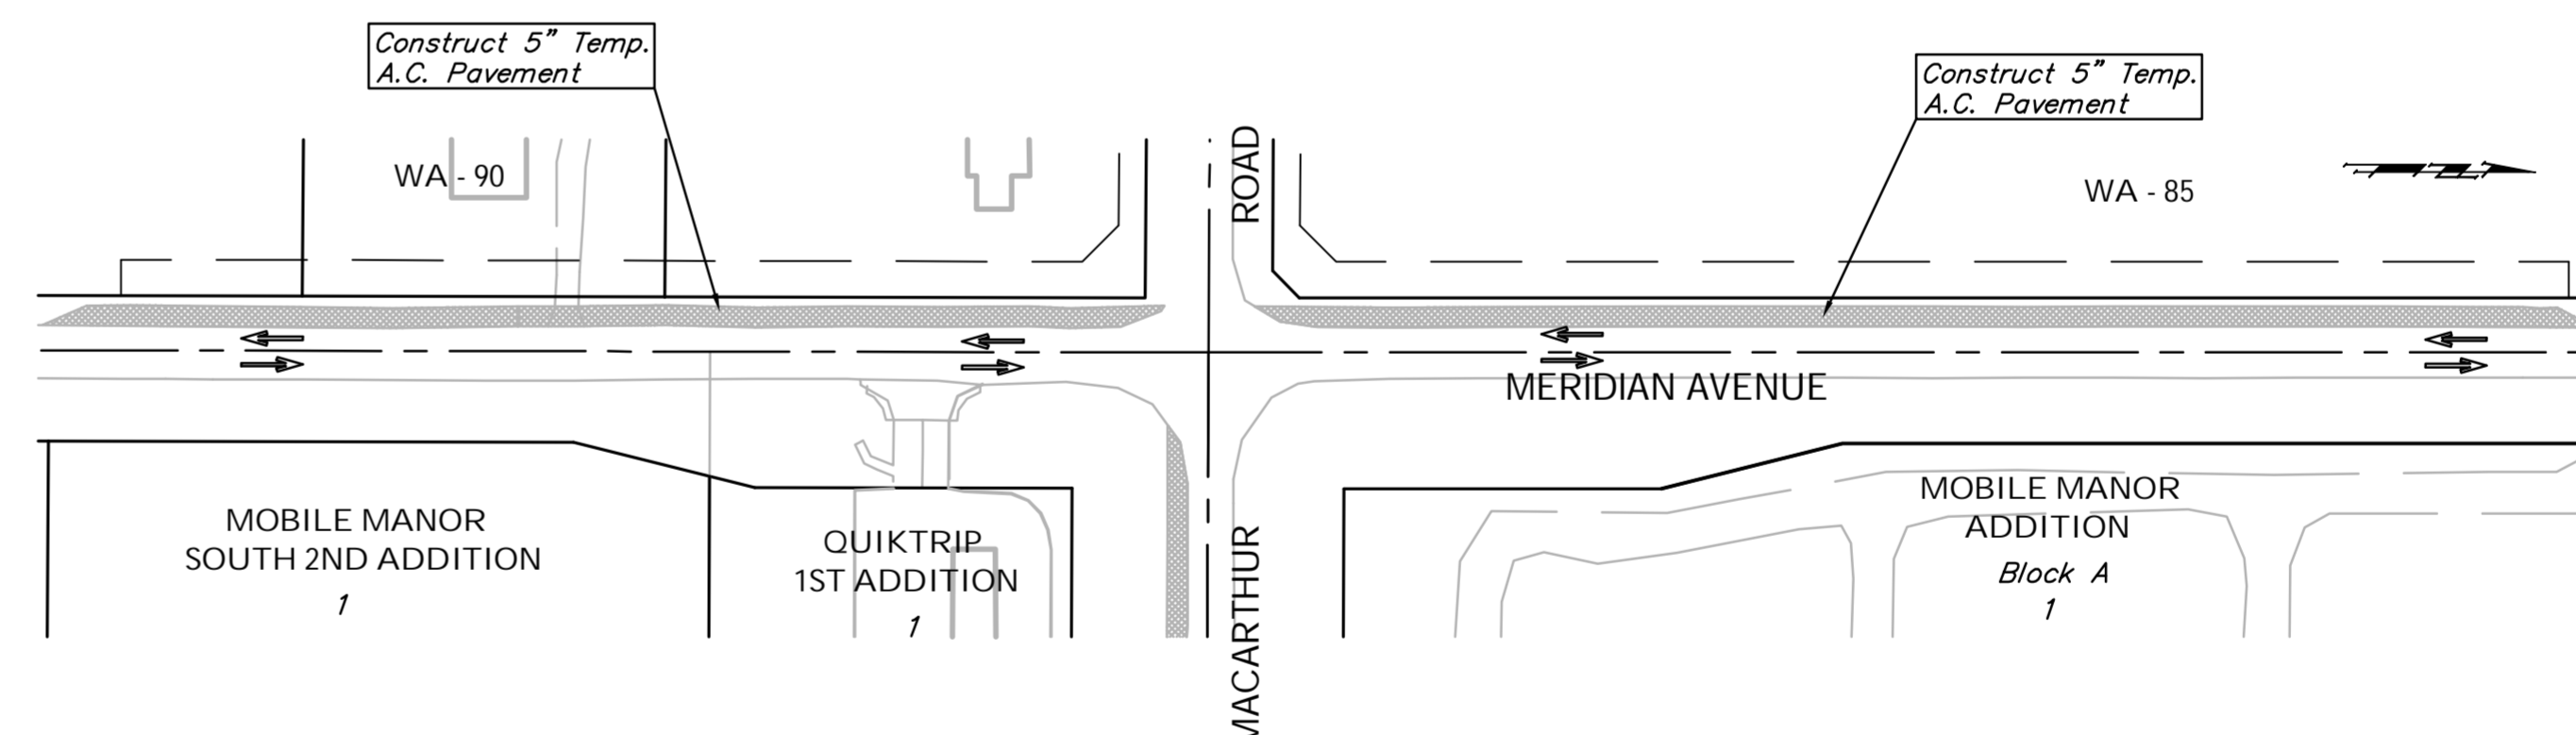 Construct 5” Temp.
A.C. Pavement
Construct 5” Temp.
A.C. Pavement
WA - 90
ROAD
WA - 85
MERIDIAN AVENUE
MOBILE MANOR
SOUTH 2ND ADDITION
1
QUIKTRIP
1ST ADDITION
1
MACARTHUR
MOBILE MANOR
ADDITION
Block A
1